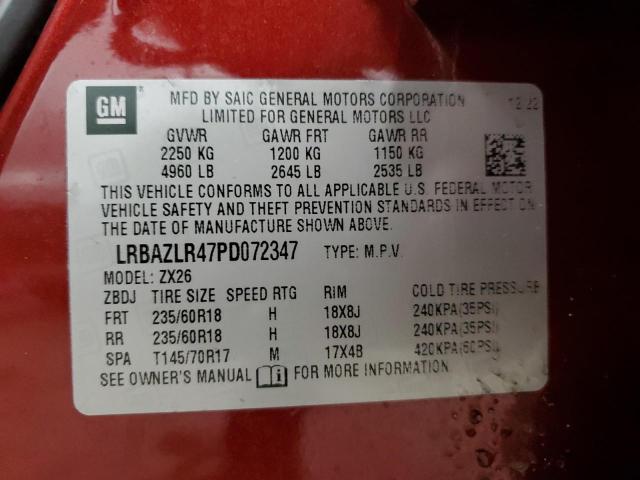 GM
MFD BY SAIC GENERAL MOTORS CORPORATION 12/22
LIMITED FOR GENERAL MOTORS LLC
GVWR GAWR FRT GAWR RR
2250 KG 1200 KG 1150 KG
4960 LB 2645 LB 2535 LB
THIS VEHICLE CONFORMS TO ALL APPLICABLE U.S. FEDERAL MOTOR
VEHICLE SAFETY AND THEFT PREVENTION STANDARDS IN EFFECT ON
THE DATE OF MANUFACTURE SHOWN ABOVE.
LRBAZLR47PD072347 TYPE: M.P.V.
MODEL: ZX26
ZBDJ TIRE SIZE SPEED RTG RIM COLD TIRE PRESSURE
FRT 235/60R18 H 18X8J 240KPA(35PSI)
RR 235/60R18 H 18X8J 240KPA(35PSI)
SPA T145/70R17 M 17X4B 420KPA(60PSI)
SEE OWNER'S MANUAL FOR MORE INFORMATION.